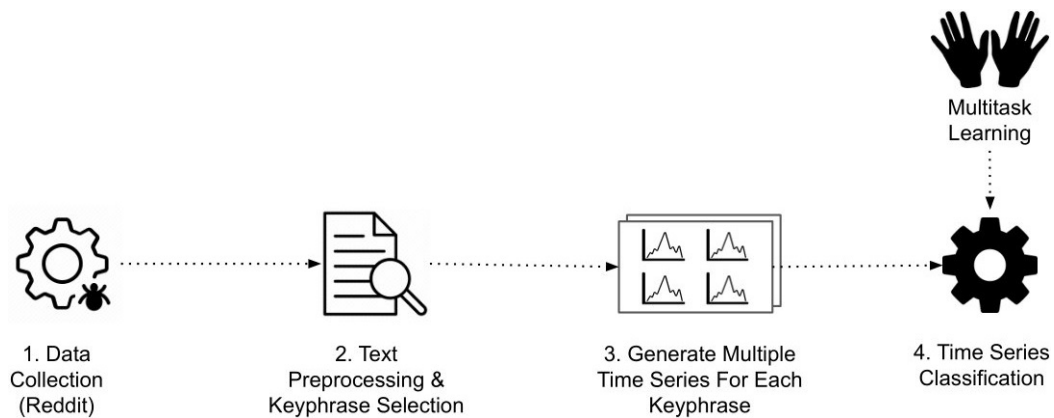 Multitask
Learning
1. Data
Collection
(Reddit)
2. Text
Preprocessing &
Keyphrase Selection
3. Generate Multiple
Time Series For Each
Keyphrase
4. Time Series
Classification